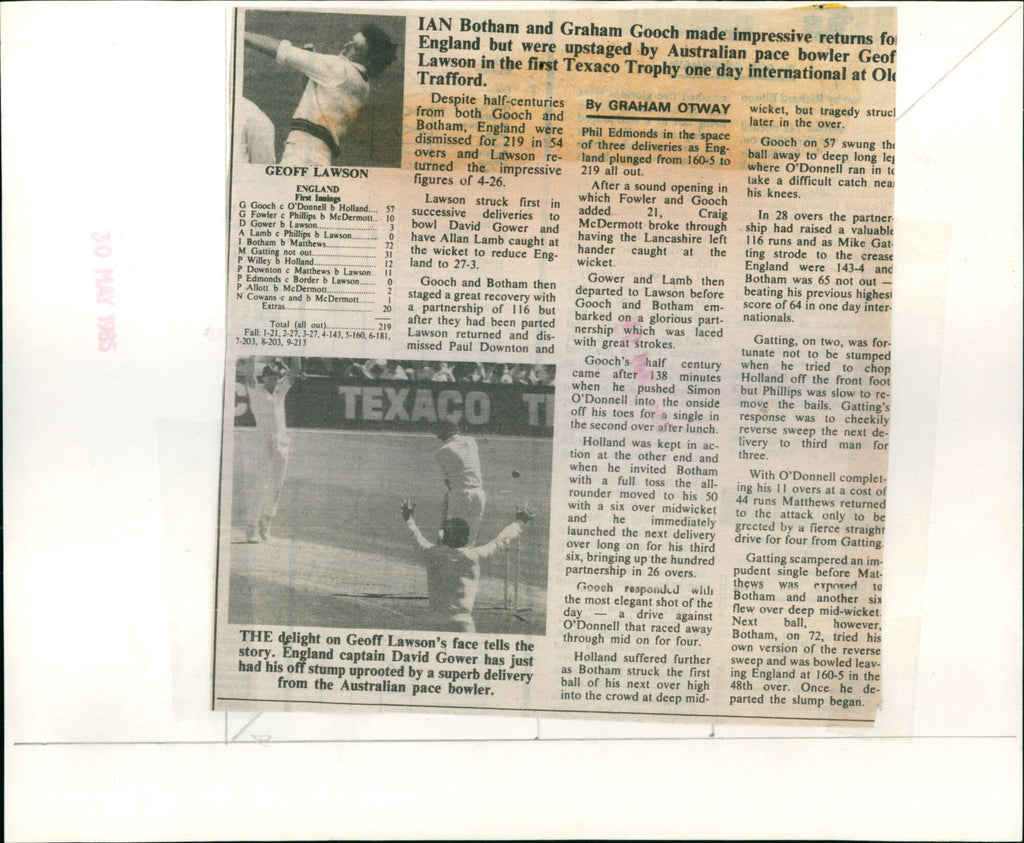 IAN Botham and Graham Gooch made impressive returns fo
England but were upstaged by Australian pace bowler Geof
Lawson in the first Texaco Trophy one day international at Old
Trafford.
GEOFF LAWSON
ENGLAND
First Innings
G Gooch c O'Donnell b Holland.... 57
G Fowler c Phillips b McDermott.. 10
D Gower b Lawson................ 3
A Lamb c Phillips b Lawson......... 0
I Botham b Matthews................ 72
M Gatting not out................ 31
P Willey b Holland................ 12
P Downton c Matthews b Lawson.. 11
P Edmonds c Border b Lawson...... 0
P Allott b McDermott................ 2
N Cowans c and b McDermott...... 1
Extras................ 20
Total (all out)................ 219
Fall: 1-21, 2-27, 3-27, 4-143, 5-160, 6-181,
7-203, 8-203, 9-213
Despite half-centuries
from both Gooch and
Botham, England were
dismissed for 219 in 54
overs and Lawson re-
turned the impressive
figures of 4-26.
Lawson struck first in
successive deliveries to
bowl David Gower and
have Allan Lamb caught at
the wicket to reduce Eng-
land to 27-3.
Gooch and Botham then
staged a great recovery with
a partnership of 116 but
after they had been parted
Lawson returned and dis-
missed Paul Downton and
By GRAHAM OTWAY
Phil Edmonds in the space
of three deliveries as Eng-
land plunged from 160-5 to
219 all out.
After a sound opening in
which Fowler and Gooch
added 21, Craig
McDermott broke through
having the Lancashire left
hander caught at the
wicket.
Gower and Lamb then
departed to Lawson before
Gooch and Botham em-
barked on a glorious part-
nership which was laced
with great strokes.
Gooch's half century
came after 138 minutes
when he pushed Simon
O'Donnell into the onside
off his toes for a single in
the second over after lunch.
Holland was kept in ac-
tion at the other end and
when he invited Botham
with a full toss the all-
rounder moved to his 50
with a six over midwicket
and he immediately
launched the next delivery
over long on for his third
six, bringing up the hundred
partnership in 26 overs.
Gooch responded with
the most elegant shot of the
day — a drive against
O'Donnell that raced away
through mid on for four.
Holland suffered further
as Botham struck the first
ball of his next over high
into the crowd at deep mid-
wicket, but tragedy struck
later in the over.
Gooch on 57 swung the
ball away to deep long leg
where O'Donnell ran in to
take a difficult catch near
his knees.
In 28 overs the partner-
ship had raised a valuable
116 runs and as Mike Gat-
ting strode to the crease
England were 143-4 and
Botham was 65 not out —
beating his previous highest
score of 64 in one day inter-
nationals.
Gatting, on two, was for-
tunate not to be stumped
when he tried to chop
Holland off the front foot
but Phillips was slow to re-
move the bails. Gatting's
response was to cheekily
reverse sweep the next de-
livery to third man for
three.
With O'Donnell complet-
ing his 11 overs at a cost of
44 runs Matthews returned
to the attack only to be
greeted by a fierce straight
drive for four from Gatting.
Gatting scampered an im-
pudent single before Mat-
thews was exposed to
Botham and another six
flew over deep mid-wicket.
Next ball, however,
Botham, on 72, tried his
own version of the reverse
sweep and was bowled leav-
ing England at 160-5 in the
48th over. Once he de-
parted the slump began.
TEXACO
THE delight on Geoff Lawson's face tells the
story. England captain David Gower has just
had his off stump uprooted by a superb delivery
from the Australian pace bowler.
30 MAY 1985